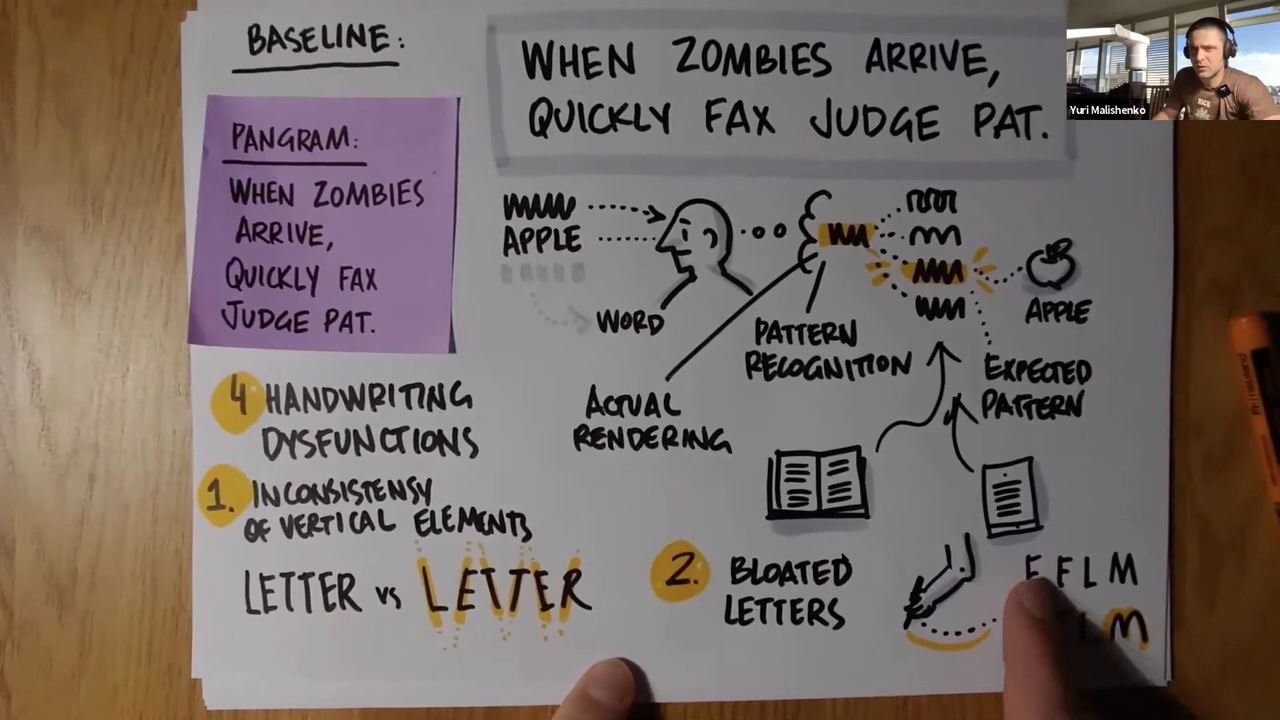 BASELINE:
WHEN ZOMBIES ARRIVE,
QUICKLY FAX JUDGE PAT.
Yuri Malishenko
PANGRAM:
WHEN ZOMBIES
ARRIVE,
QUICKLY FAX
JUDGE PAT.
APPLE
WORD
PATTERN
RECOGNITION
ACTUAL
RENDERING
APPLE
EXPECTED
PATTERN
4 HANDWRITING
DYSFUNCTIONS
1. INCONSISTENSY
OF VERTICAL ELEMENTS
LETTER vs LETTER
2. BLOATED
LETTERS
E F L M
L M